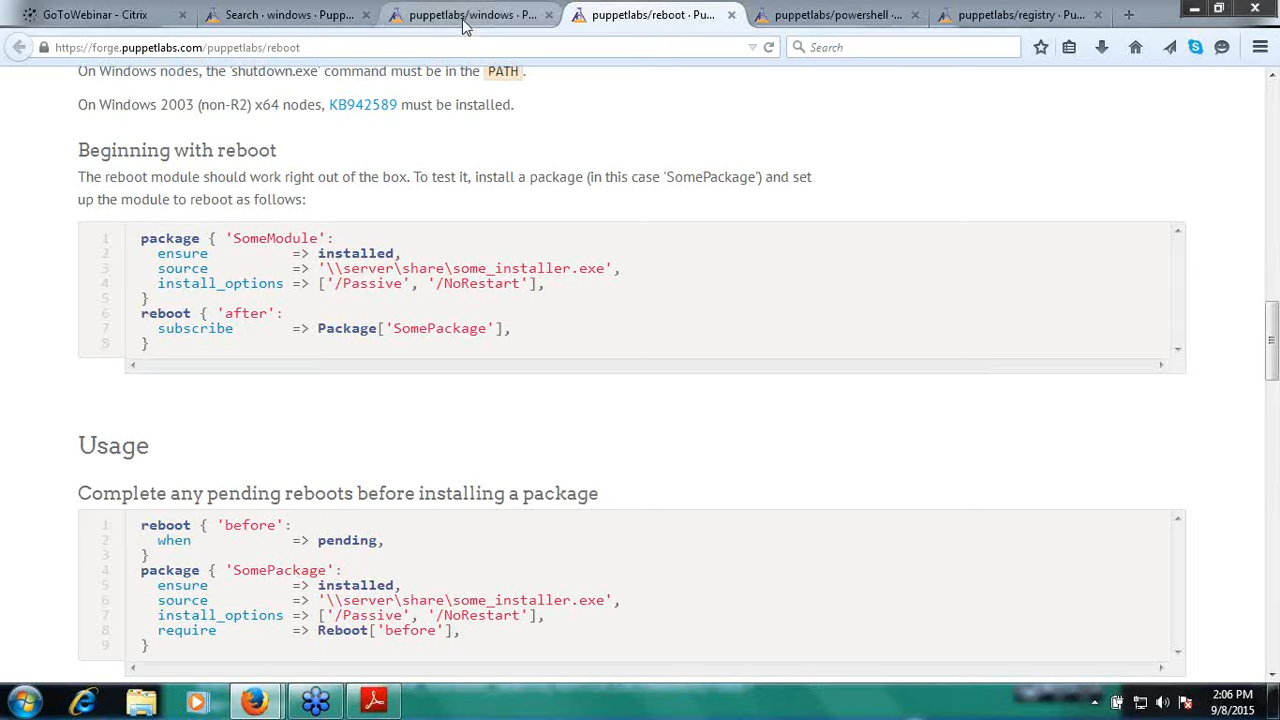 GoToWebinar - Citrix
Search · windows · Puppe...
puppetlabs/windows · P...
puppetlabs/reboot · Pu...
puppetlabs/powershell · ...
puppetlabs/registry · Pu...
https://forge.puppetlabs.com/puppetlabs/reboot
Search
On Windows nodes, the 'shutdown.exe' command must be in the PATH.
On Windows 2003 (non-R2) x64 nodes, KB942589 must be installed.
Beginning with reboot
The reboot module should work right out of the box. To test it, install a package (in this case 'SomePackage') and set
up the module to reboot as follows:
1 package { 'SomeModule':
2 ensure => installed,
3 source => '\\server\share\some_installer.exe',
4 install_options => ['/Passive', '/NoRestart'],
5 }
6 reboot { 'after':
7 subscribe => Package['SomePackage'],
8 }
Usage
Complete any pending reboots before installing a package
1 reboot { 'before':
2 when => pending,
3 }
4 package { 'SomePackage':
5 ensure => installed,
6 source => '\\server\share\some_installer.exe',
7 install_options => ['/Passive', '/NoRestart'],
8 require => Reboot['before'],
9 }
2:06 PM
9/8/2015